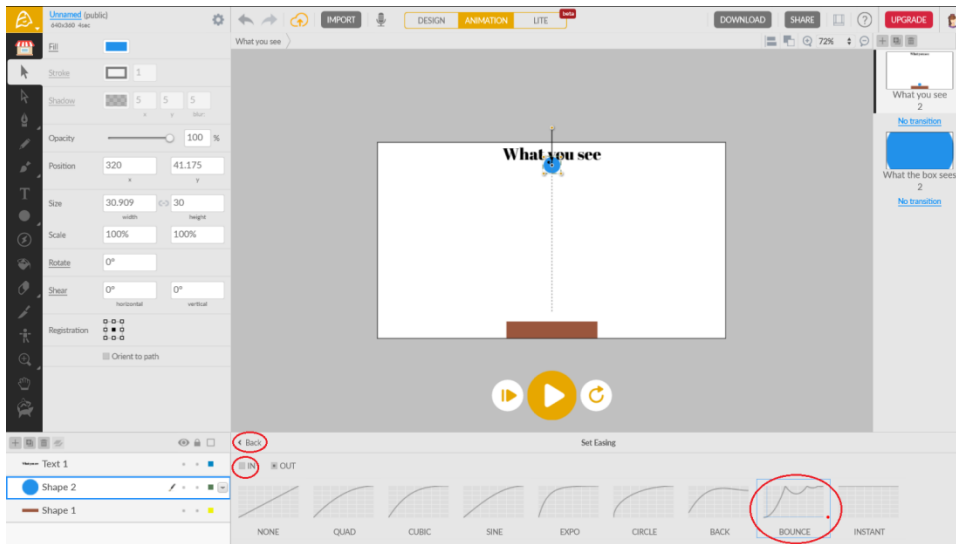 Unnamed (public)
640x360 4sec
IMPORT
DESIGN
ANIMATION
LITE
beta
DOWNLOAD
SHARE
?
UPGRADE
Fill
What you see
72%
Stroke
1
Shadow
5
5
5
x
y
blur
Opacity
100 %
Position
320
41.175
x
y
Size
30.909
30
width
height
Scale
100%
100%
Rotate
0°
Shear
0°
0°
horizontal
vertical
Registration
Orient to path
What you see
What you see
2
No transition
What the box sees
2
No transition
Text 1
Shape 2
Shape 1
Back
Set Easing
IN
OUT
NONE
QUAD
CUBIC
SINE
EXPO
CIRCLE
BACK
BOUNCE
INSTANT